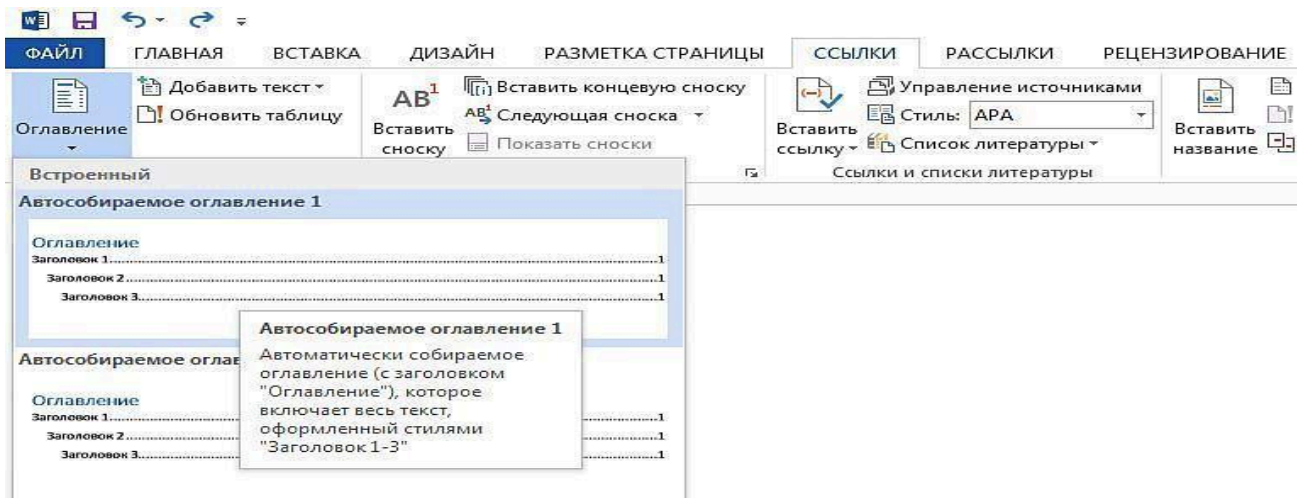 ФАЙЛ ГЛАВНАЯ ВСТАВКА ДИЗАЙН РАЗМЕТКА СТРАНИЦЫ ССЫЛКИ РАССЫЛКИ РЕЦЕНЗИРОВАНИЕ
Оглавление
Добавить текст
Обновить таблицу
AB1
Вставить
сноску
Вставить концевую сноску
Следующая сноска
Показать сноски
Вставить
ссылку
Управление источниками
Стиль: APA
Список литературы
Ссылки и списки литературы
Вставить
название
Встроенный
Автособираемое оглавление 1
Оглавление
Заголовок 1 1
Заголовок 2 1
Заголовок 3 1
Автособираемое оглав
Оглавление
Заголовок 1 1
Заголовок 2 1
Заголовок 3 1
Автособираемое оглавление 1
Автоматически собираемое
оглавление (с заголовком
"Оглавление"), которое
включает весь текст,
оформленный стилями
"Заголовок 1-3"